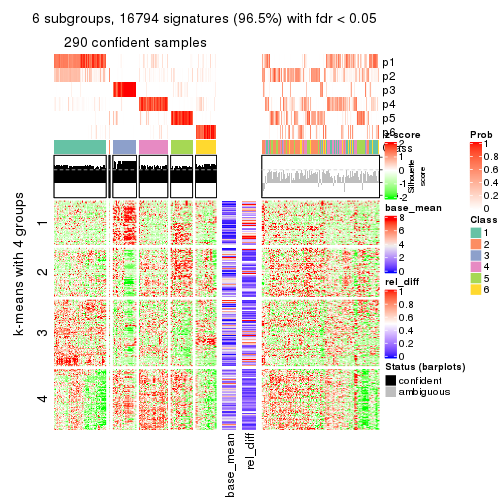 6 subgroups, 16794 signatures (96.5%) with fdr < 0.05
290 confident samples
p1
p2
p3
p4
p5
p6
z-score
2
1
0
-1
-2
Class
Silhouette
score
base_mean
8
6
4
2
0
rel_diff
1
0.8
0.6
0.4
0.2
0
Prob
1
0.8
0.6
0.4
0.2
0
Class
1
2
3
4
5
6
Status (barplots)
confident
ambiguous
k-means with 4 groups
1
2
3
4
base_mean
rel_diff